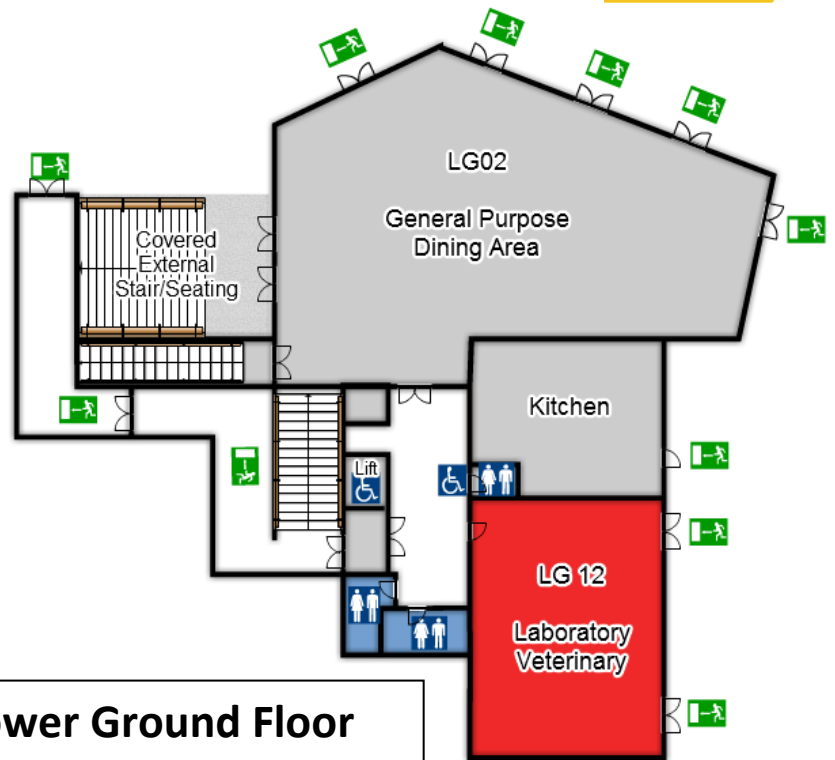 LG02
General Purpose
Dining Area
Covered
External
Stair/Seating
Kitchen
Lift
LG 12
Laboratory
Veterinary
ower Ground Floor